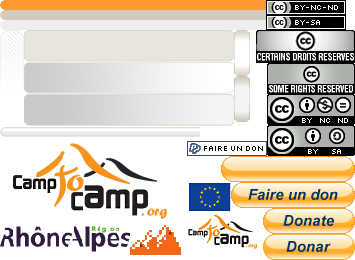 BY-NC-ND
BY-SA
CERTAINS DROITS RESERVES
SOME RIGHTS RESERVED
BY NC ND
BY SA
FAIRE UN DON
Camp to camp.org
Faire un don
Donate
Donar
Camp to camp.org
Région
RhôneAlpes